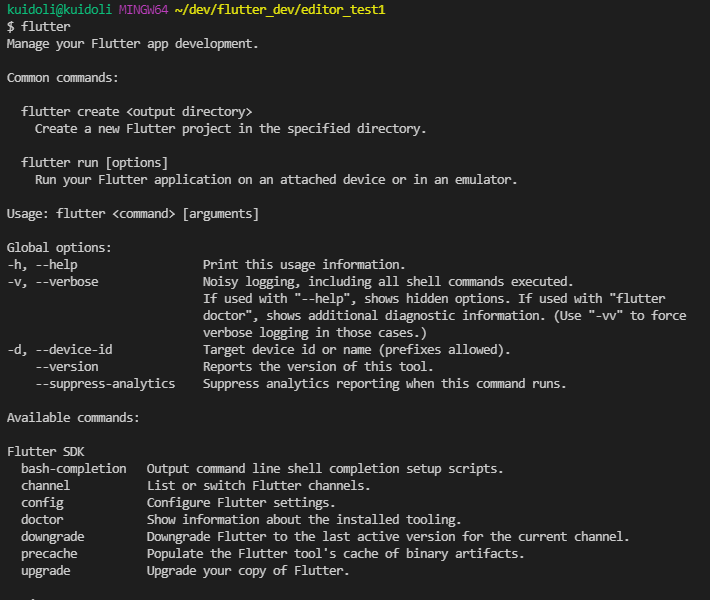 kuidoli@kuidoli MINGW64 ~/dev/flutter_dev/editor_test1
$ flutter
Manage your Flutter app development.

Common commands:

  flutter create <output directory>
    Create a new Flutter project in the specified directory.

  flutter run [options]
    Run your Flutter application on an attached device or in an emulator.

Usage: flutter <command> [arguments]

Global options:
-h, --help                  Print this usage information.
-v, --verbose               Noisy logging, including all shell commands executed.
                            If used with "--help", shows hidden options. If used with "flutter
                            doctor", shows additional diagnostic information. (Use "-vv" to force
                            verbose logging in those cases.)
-d, --device-id             Target device id or name (prefixes allowed).
    --version               Reports the version of this tool.
    --suppress-analytics    Suppress analytics reporting when this command runs.

Available commands:

Flutter SDK
  bash-completion   Output command line shell completion setup scripts.
  channel           List or switch Flutter channels.
  config            Configure Flutter settings.
  doctor            Show information about the installed tooling.
  downgrade         Downgrade Flutter to the last active version for the current channel.
  precache          Populate the Flutter tool's cache of binary artifacts.
  upgrade           Upgrade your copy of Flutter.